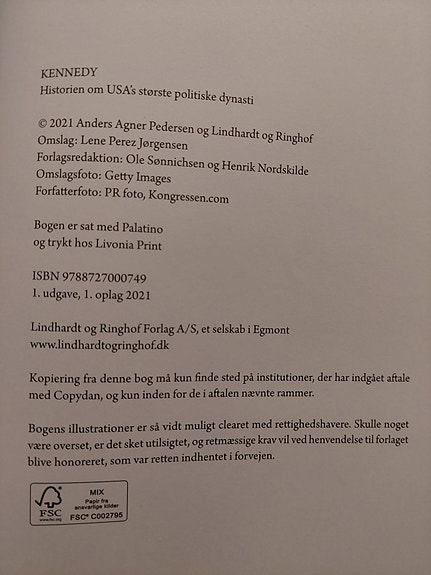 KENNEDY
Historien om USA's største politiske dynasti
© 2021 Anders Agner Pedersen og Lindhardt og Ringhof
Omslag: Lene Perez Jørgensen
Forlagsredaktion: Ole Sønnichsen og Henrik Nordskilde
Omslagsfoto: Getty Images
Forfatterfoto: PR foto, Kongressen.com
Bogen er sat med Palatino
og trykt hos Livonia Print
ISBN 9788727000749
1. udgave, 1. oplag 2021
Lindhardt og Ringhof Forlag A/S, et selskab i Egmont
www.lindhardtogringhof.dk
Kopiering fra denne bog må kun finde sted på institutioner, der har indgået aftale
med Copydan, og kun inden for de i aftalen nævnte rammer.
Bogens illustrationer er så vidt muligt clearet med rettighedshavere. Skulle noget
være overset, er det sket utilsigtet, og retmæssige krav vil ved henvendelse til forlaget
blive honoreret, som var retten indhentet i forvejen.
FSC
www.fsc.org
MIX
Papir fra
ansvarlige kilder
FSC® C002795